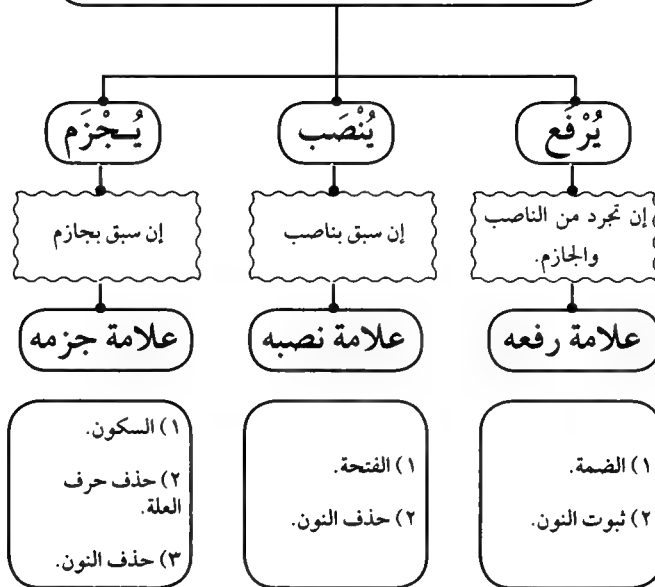 يُرْفَع
يُنْصَب
يُـجْزَم
إن تجرد من الناصب
والجازم.
إن سبق بناصب
إن سبق بجازم
علامة رفعه
علامة نصبه
علامة جزمه
١) الضمة.
٢) ثبوت النون.
١) الفتحة.
٢) حذف النون.
١) السكون.
٢) حذف حرف
العلة.
٣) حذف النون.